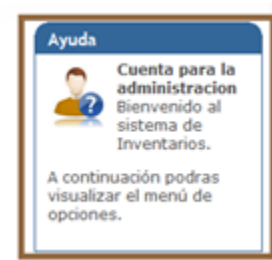 Ayuda
Cuenta para la
administracion
Bienvenido al
sistema de
Inventarios.
A continuación podras
visualizar el menú de
opciones.